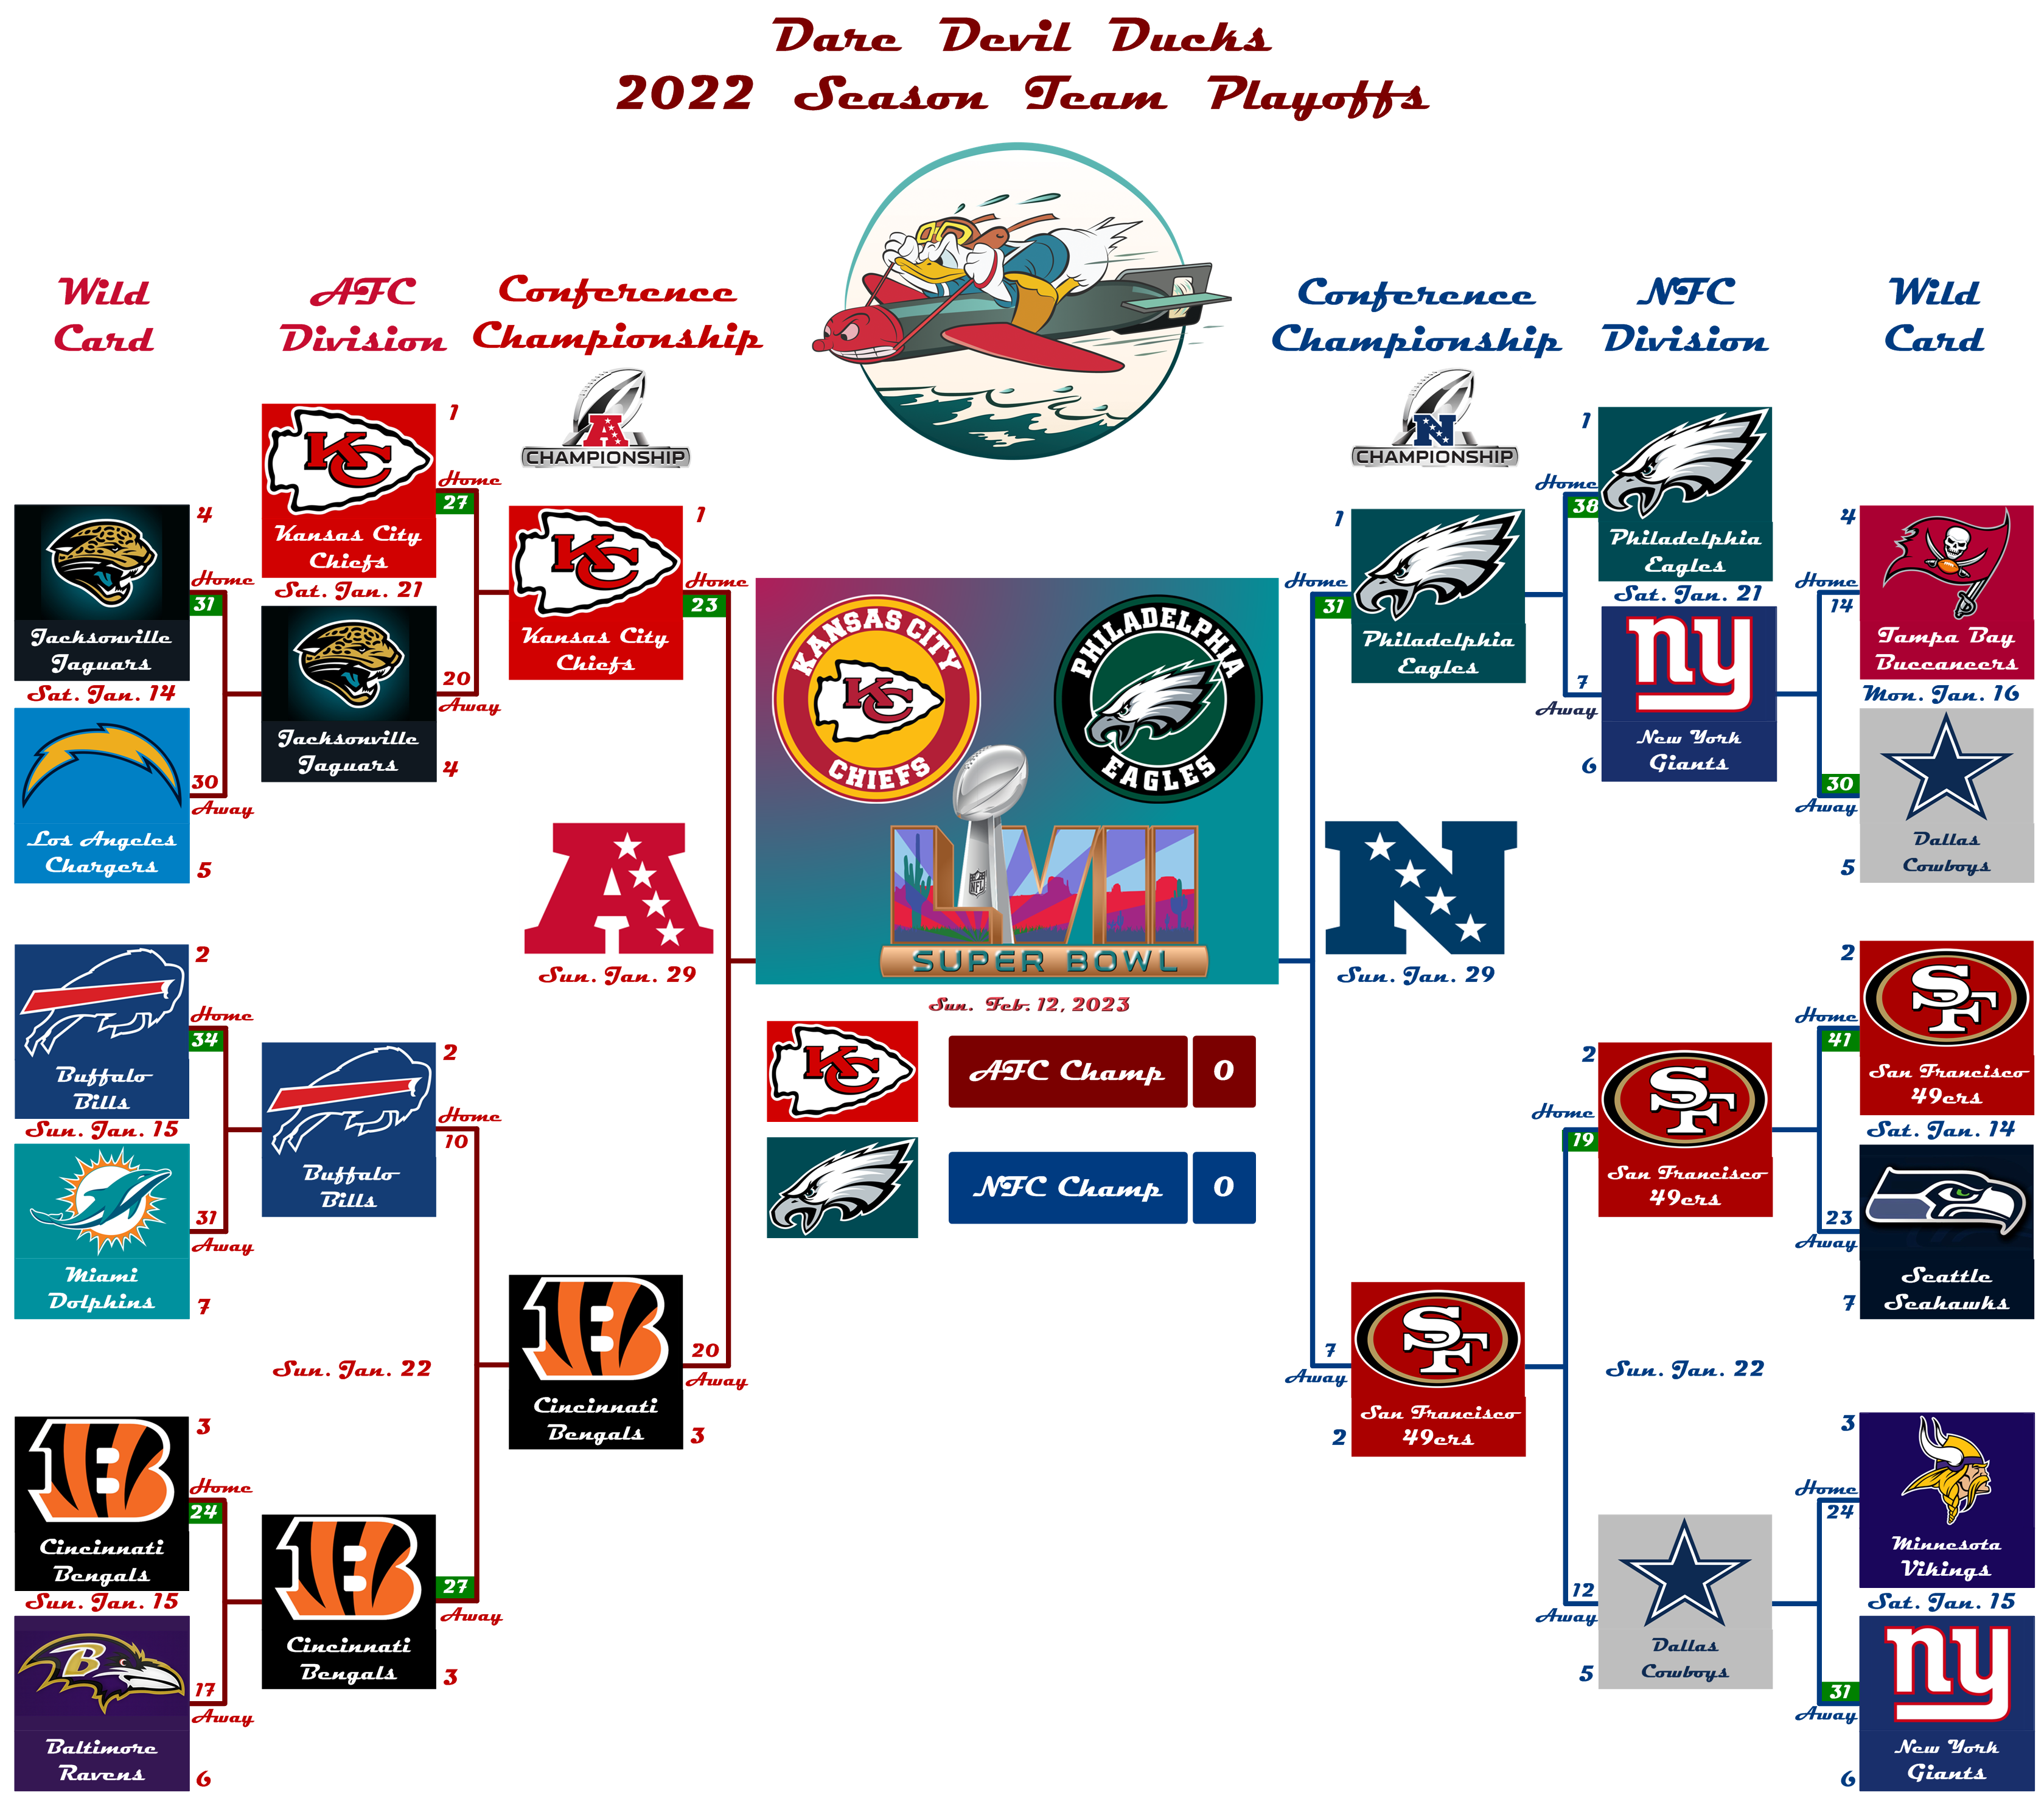 Dare Devil Ducks
2022 Season Team Playoffs
Wild
Card
AFC
Division
Conference
Championship
Conference
Championship
NFC
Division
Wild
Card
A
CHAMPIONSHIP
N
CHAMPIONSHIP
4
Home
31
Jacksonville
Jaguars
Sat. Jan. 14
30
Away
Los Angeles
Chargers
5
2
Home
34
Buffalo
Bills
Sun. Jan. 15
31
Away
Miami
Dolphins
7
3
B
Home
24
Cincinnati
Bengals
Sun. Jan. 15
B
17
Away
Baltimore
Ravens
6
1
KC
Home
27
Kansas City
Chiefs
Sat. Jan. 21
20
Away
Jacksonville
Jaguars
4
2
Home
10
Buffalo
Bills
Sun. Jan. 22
B
27
Away
Cincinnati
Bengals
3
1
KC
Home
23
Kansas City
Chiefs
A
Sun. Jan. 29
B
20
Away
Cincinnati
Bengals
3
KANSAS CITY
KC
CHIEFS
PHILADELPHIA
EAGLES
NFL
LVII
SUPER BOWL
Sun. Feb. 12, 2023
KC
AFC Champ
0
NFC Champ
0
1
Home
31
Philadelphia
Eagles
N
Sun. Jan. 29
7
Away
SF
San Francisco
49ers
2
1
Home
38
Philadelphia
Eagles
Sat. Jan. 21
ny
7
Away
New York
Giants
6
2
SF
Home
19
San Francisco
49ers
Sun. Jan. 22
12
Away
Dallas
Cowboys
5
4
Home
14
Tampa Bay
Buccaneers
Mon. Jan. 16
30
Away
Dallas
Cowboys
5
2
SF
Home
41
San Francisco
49ers
Sat. Jan. 14
23
Away
Seattle
Seahawks
7
3
Home
24
Minnesota
Vikings
Sat. Jan. 15
ny
31
Away
New York
Giants
6